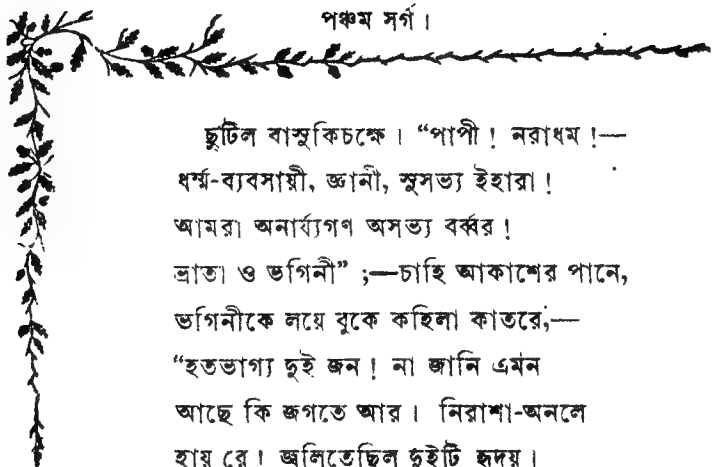 পঞ্চম সর্গ।
ছুটিল বাসুকিচক্ষে। “পাপী! নরাধম!—
ধর্ম্ম-ব্যবসায়ী, জ্ঞানী, সুসভ্য ইহারা!
আমরা অনার্য্যগণ অসভ্য বর্ব্বর!
ভ্রাতা ও ভগিনী” ;—চাহি আকাশের পানে,
ভগিনীকে লয়ে বুকে কহিলা কাতরে,—
“হতভাগ্য দুই জন! না জানি এমন
আছে কি জগতে আর। নিরাশা-অনলে
হায় রে! জ্বলিতেছিল দুইটি হৃদয়।